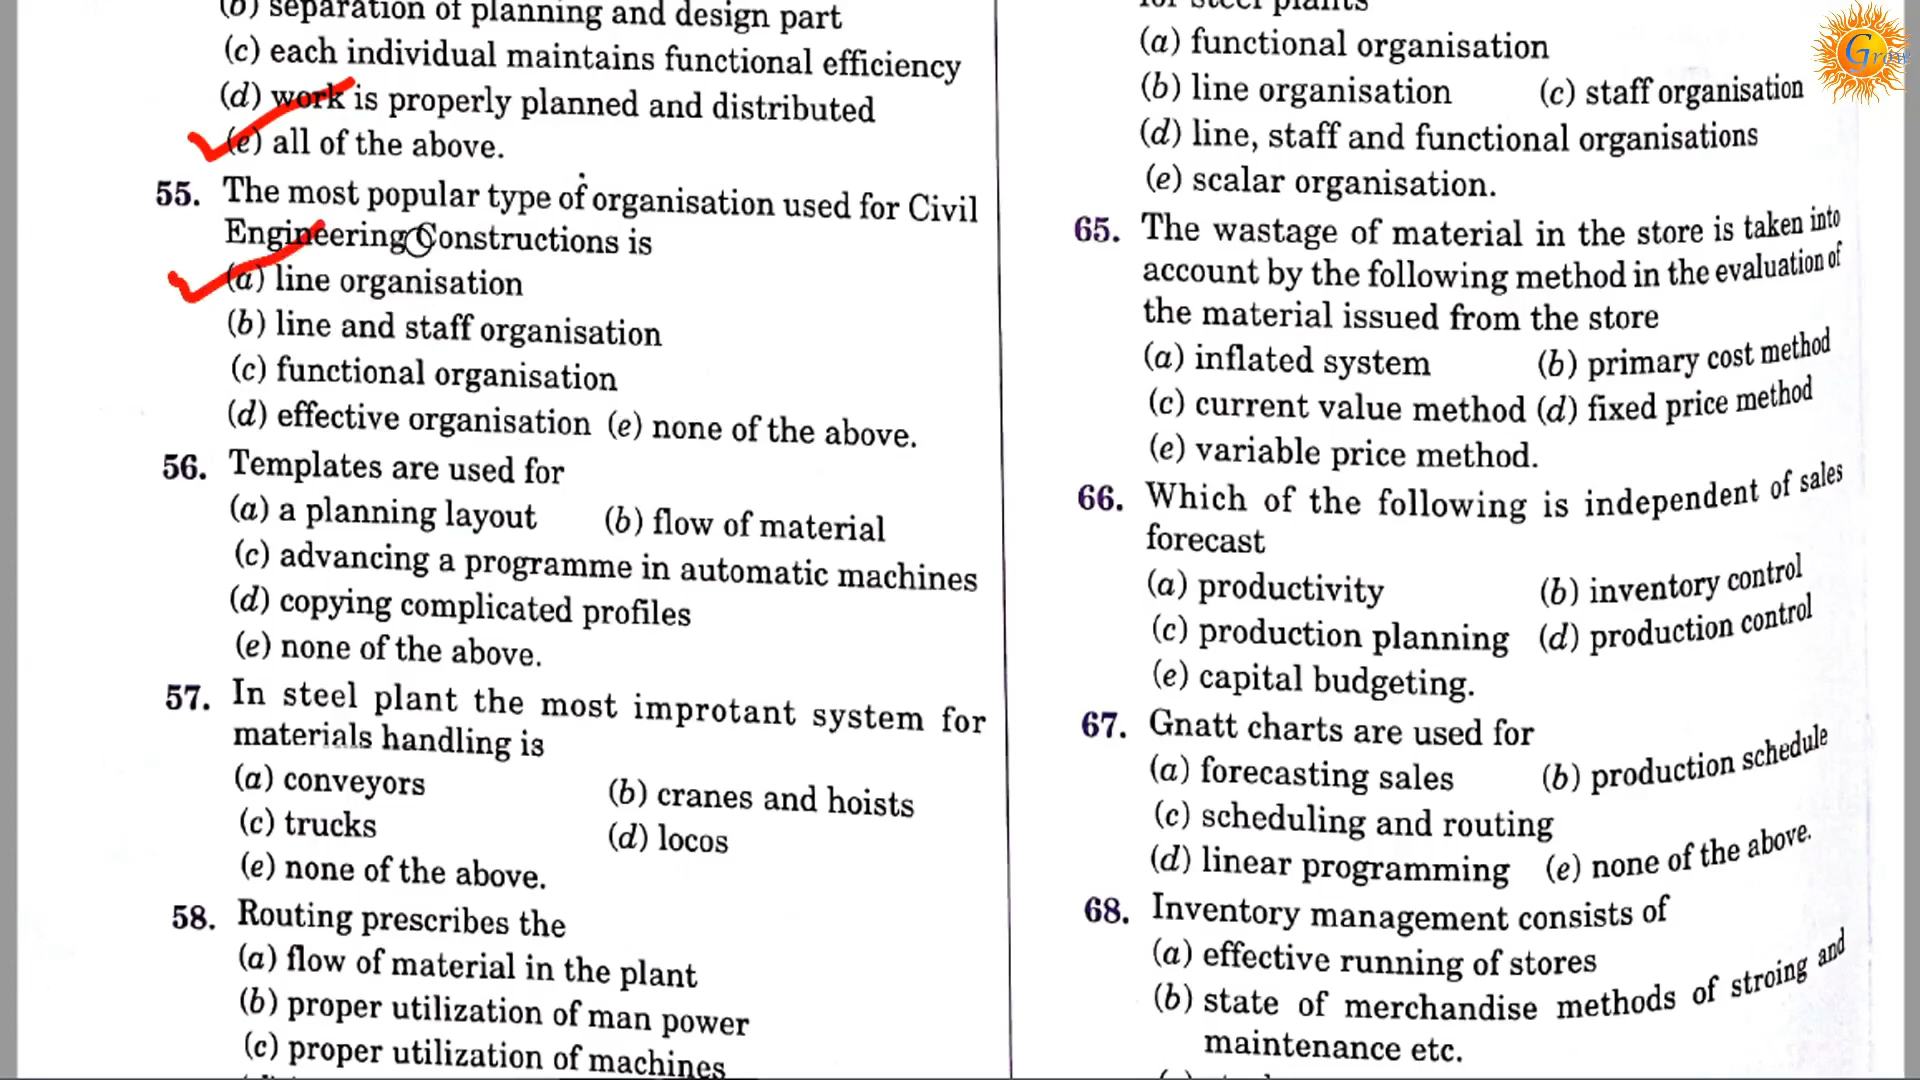 (b) separation of planning and design part
(c) each individual maintains functional efficiency
(d) work is properly planned and distributed
(e) all of the above.
55. The most popular type of organisation used for Civil
Engineering Constructions is
(a) line organisation
(b) line and staff organisation
(c) functional organisation
(d) effective organisation (e) none of the above.
56. Templates are used for
(a) a planning layout (b) flow of material
(c) advancing a programme in automatic machines
(d) copying complicated profiles
(e) none of the above.
57. In steel plant the most improtant system for
materials handling is
(a) conveyors (b) cranes and hoists
(c) trucks (d) locos
(e) none of the above.
58. Routing prescribes the
(a) flow of material in the plant
(b) proper utilization of man power
(c) proper utilization of machines
for steel plants
(a) functional organisation
(b) line organisation (c) staff organisation
(d) line, staff and functional organisations
(e) scalar organisation.
65. The wastage of material in the store is taken into
account by the following method in the evaluation of
the material issued from the store
(a) inflated system (b) primary cost method
(c) current value method (d) fixed price method
(e) variable price method.
66. Which of the following is independent of sales
forecast
(a) productivity (b) inventory control
(c) production planning (d) production control
(e) capital budgeting.
67. Gnatt charts are used for
(a) forecasting sales (b) production schedule
(c) scheduling and routing
(d) linear programming (e) none of the above.
68. Inventory management consists of
(a) effective running of stores
(b) state of merchandise methods of stroing and
maintenance etc.
Grow